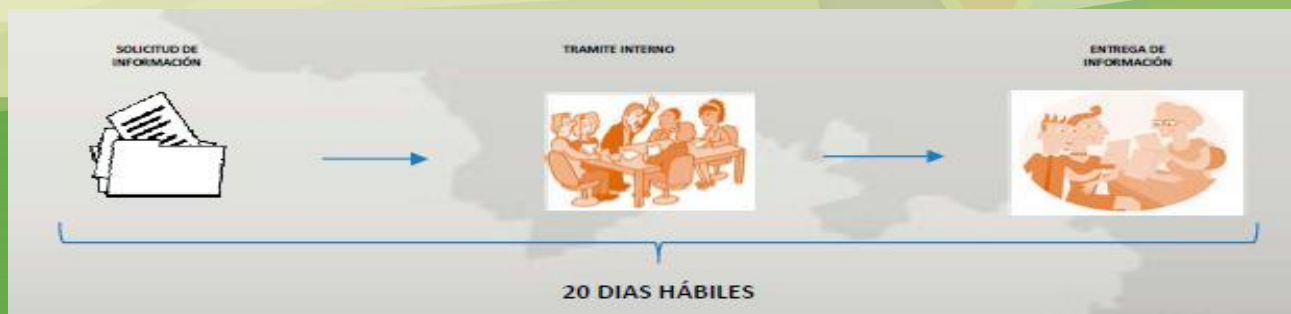 SOLICITUD DE
INFORMACIÓN
TRAMITE INTERNO
ENTREGA DE
INFORMACIÓN
20 DIAS HÁBILES